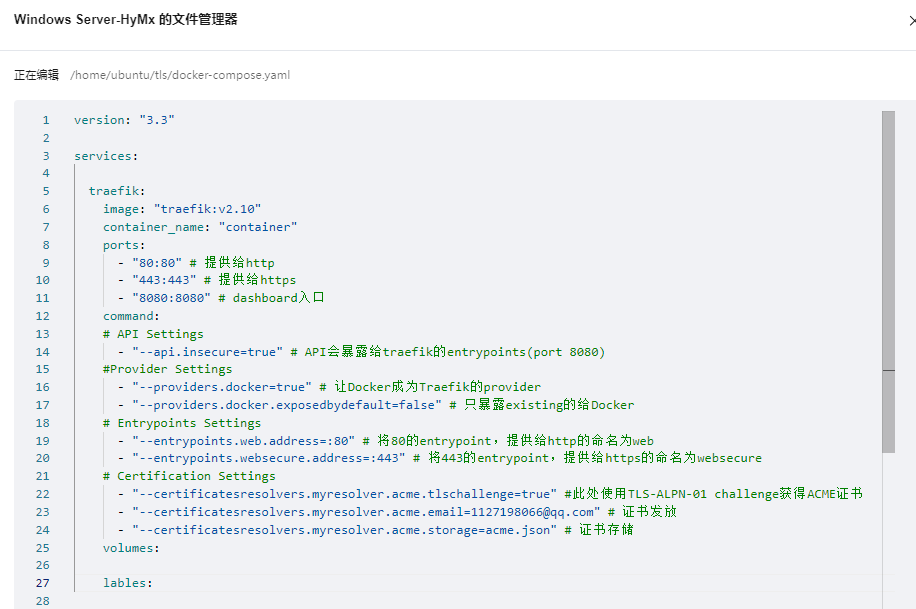 Windows Server-HyMx 的文件管理器
正在编辑 /home/ubuntu/tls/docker-compose.yaml
1 version: "3.3"
2
3 services:
4
5 traefik:
6 image: "traefik:v2.10"
7 container_name: "container"
8 ports:
9 - "80:80" # 提供给http
10 - "443:443" # 提供给https
11 - "8080:8080" # dashboard入口
12 command:
13 # API Settings
14 - "--api.insecure=true" # API会暴露给traefik的entrypoints(port 8080)
15 #Provider Settings
16 - "--providers.docker=true" # 让Docker成为Traefik的provider
17 - "--providers.docker.exposedbydefault=false" # 只暴露existing的给Docker
18 # Entrypoints Settings
19 - "--entrypoints.web.address=:80" # 将80的entrypoint，提供给http的命名为web
20 - "--entrypoints.websecure.address=:443" # 将443的entrypoint，提供给https的命名为websecure
21 # Certification Settings
22 - "--certificatesresolvers.myresolver.acme.tlschallenge=true" #此处使用TLS-ALPN-01 challenge获得ACME证书
23 - "--certificatesresolvers.myresolver.acme.email=1127198066@qq.com" # 证书发放
24 - "--certificatesresolvers.myresolver.acme.storage=acme.json" # 证书存储
25 volumes:
26
27 lables:
28